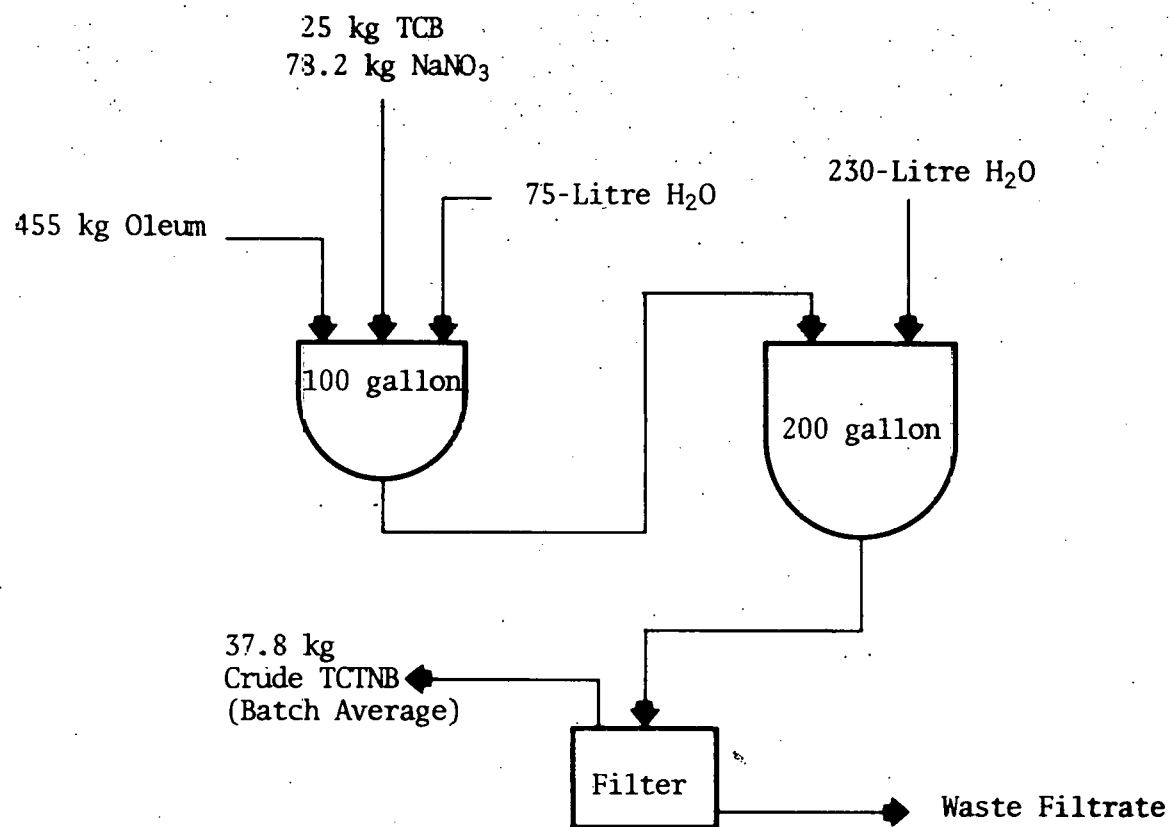 25 kg TCB
78.2 kg NaNO₃
455 kg Oleum
75-Litre H₂O
230-Litre H₂O
100 gallon
200 gallon
37.8 kg
Crude TCTNB
(Batch Average)
Filter
Waste Filtrate